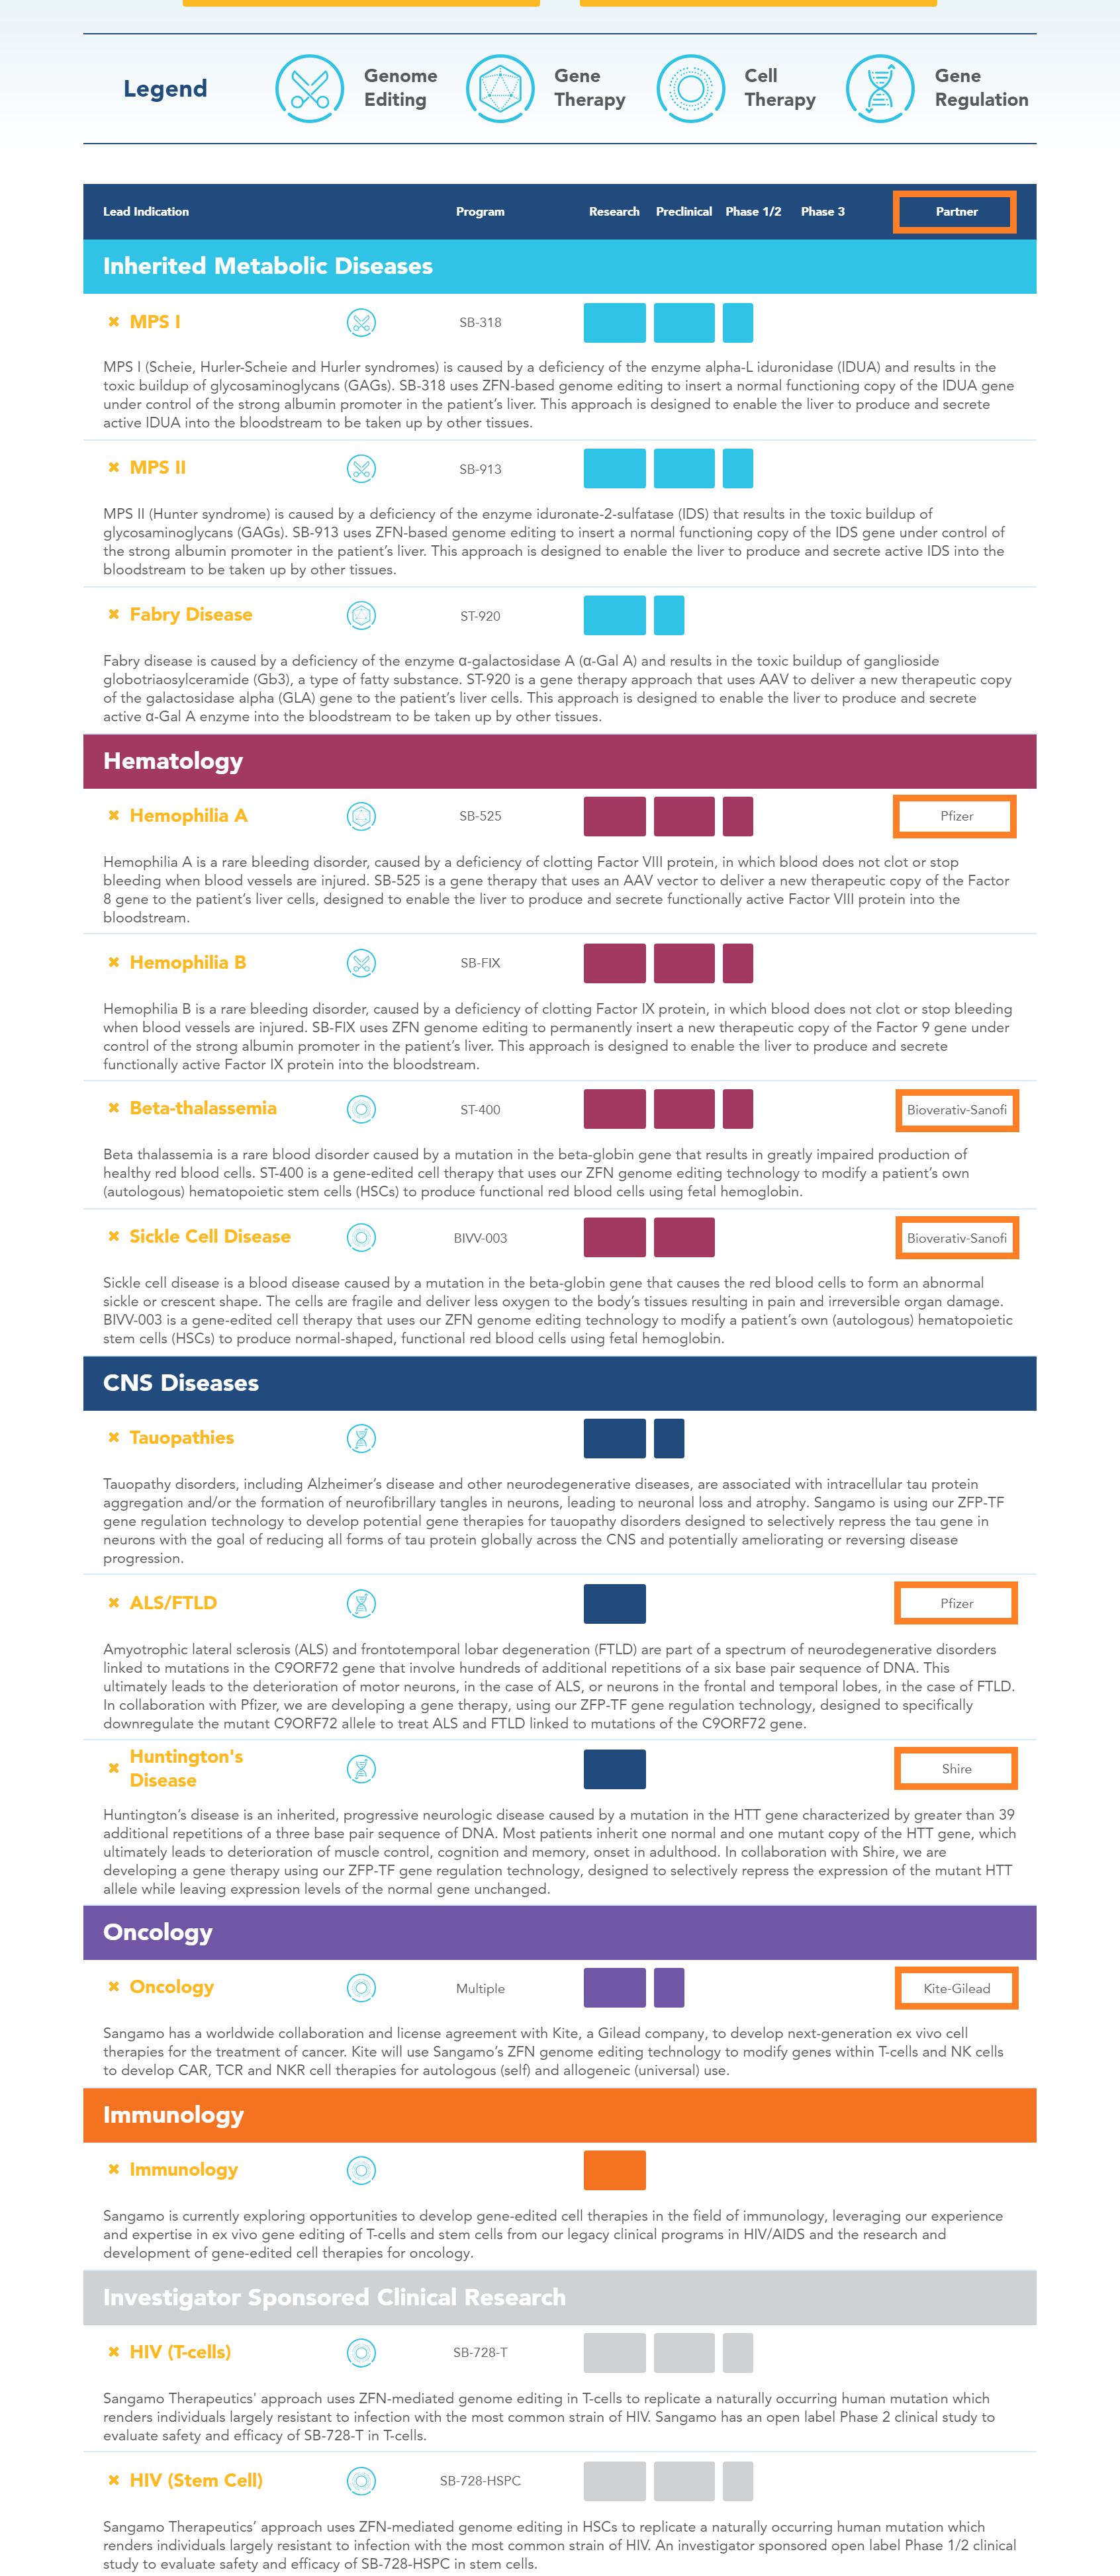 Legend
Genome
Editing
Gene
Therapy
Cell
Therapy
Gene
Regulation
Lead Indication Program Research Preclinical Phase 1/2 Phase 3 Partner
Inherited Metabolic Diseases
MPS I SB-318
MPS I (Scheie, Hurler-Scheie and Hurler syndromes) is caused by a deficiency of the enzyme alpha-L iduronidase (IDUA) and results in the
toxic buildup of glycosaminoglycans (GAGs). SB-318 uses ZFN-based genome editing to insert a normal functioning copy of the IDUA gene
under control of the strong albumin promoter in the patient’s liver. This approach is designed to enable the liver to produce and secrete
active IDUA into the bloodstream to be taken up by other tissues.
MPS II SB-913
MPS II (Hunter syndrome) is caused by a deficiency of the enzyme iduronate-2-sulfatase (IDS) that results in the toxic buildup of
glycosaminoglycans (GAGs). SB-913 uses ZFN-based genome editing to insert a normal functioning copy of the IDS gene under control of
the strong albumin promoter in the patient’s liver. This approach is designed to enable the liver to produce and secrete active IDS into the
bloodstream to be taken up by other tissues.
Fabry Disease ST-920
Fabry disease is caused by a deficiency of the enzyme α-galactosidase A (α-Gal A) and results in the toxic buildup of ganglioside
globotriaosylceramide (Gb3), a type of fatty substance. ST-920 is a gene therapy approach that uses AAV to deliver a new therapeutic copy
of the galactosidase alpha (GLA) gene to the patient’s liver cells. This approach is designed to enable the liver to produce and secrete
active α-Gal A enzyme into the bloodstream to be taken up by other tissues.
Hematology
Hemophilia A SB-525 Pfizer
Hemophilia A is a rare bleeding disorder, caused by a deficiency of clotting Factor VIII protein, in which blood does not clot or stop
bleeding when blood vessels are injured. SB-525 is a gene therapy that uses an AAV vector to deliver a new therapeutic copy of the Factor
8 gene to the patient’s liver cells, designed to enable the liver to produce and secrete functionally active Factor VIII protein into the
bloodstream.
Hemophilia B SB-FIX
Hemophilia B is a rare bleeding disorder, caused by a deficiency of clotting Factor IX protein, in which blood does not clot or stop bleeding
when blood vessels are injured. SB-FIX uses ZFN genome editing to permanently insert a new therapeutic copy of the Factor 9 gene under
control of the strong albumin promoter in the patient’s liver. This approach is designed to enable the liver to produce and secrete
functionally active Factor IX protein into the bloodstream.
Beta-thalassemia ST-400 Bioverativ-Sanofi
Beta thalassemia is a rare blood disorder caused by a mutation in the beta-globin gene that results in greatly impaired production of
healthy red blood cells. ST-400 is a gene-edited cell therapy that uses our ZFN genome editing technology to modify a patient’s own
(autologous) hematopoietic stem cells (HSCs) to produce functional red blood cells using fetal hemoglobin.
Sickle Cell Disease BIVV-003 Bioverativ-Sanofi
Sickle cell disease is a blood disease caused by a mutation in the beta-globin gene that causes the red blood cells to form an abnormal
sickle or crescent shape. The cells are fragile and deliver less oxygen to the body’s tissues resulting in pain and irreversible organ damage.
BIVV-003 is a gene-edited cell therapy that uses our ZFN genome editing technology to modify a patient’s own (autologous) hematopoietic
stem cells (HSCs) to produce normal-shaped, functional red blood cells using fetal hemoglobin.
CNS Diseases
Tauopathies
Tauopathy disorders, including Alzheimer’s disease and other neurodegenerative diseases, are associated with intracellular tau protein
aggregation and/or the formation of neurofibrillary tangles in neurons, leading to neuronal loss and atrophy. Sangamo is using our ZFP-TF
gene regulation technology to develop potential gene therapies for tauopathy disorders designed to selectively repress the tau gene in
neurons with the goal of reducing all forms of tau protein globally across the CNS and potentially ameliorating or reversing disease
progression.
ALS/FTLD Pfizer
Amyotrophic lateral sclerosis (ALS) and frontotemporal lobar degeneration (FTLD) are part of a spectrum of neurodegenerative disorders
linked to mutations in the C9ORF72 gene that involve hundreds of additional repetitions of a six base pair sequence of DNA. This
ultimately leads to the deterioration of motor neurons, in the case of ALS, or neurons in the frontal and temporal lobes, in the case of FTLD.
In collaboration with Pfizer, we are developing a gene therapy, using our ZFP-TF gene regulation technology, designed to specifically
downregulate the mutant C9ORF72 allele to treat ALS and FTLD linked to mutations of the C9ORF72 gene.
Huntington's
Disease Shire
Huntington’s disease is an inherited, progressive neurologic disease caused by a mutation in the HTT gene characterized by greater than 39
additional repetitions of a three base pair sequence of DNA. Most patients inherit one normal and one mutant copy of the HTT gene, which
ultimately leads to deterioration of muscle control, cognition and memory, onset in adulthood. In collaboration with Shire, we are
developing a gene therapy using our ZFP-TF gene regulation technology, designed to selectively repress the expression of the mutant HTT
allele while leaving expression levels of the normal gene unchanged.
Oncology
Oncology Multiple Kite-Gilead
Sangamo has a worldwide collaboration and license agreement with Kite, a Gilead company, to develop next-generation ex vivo cell
therapies for the treatment of cancer. Kite will use Sangamo’s ZFN genome editing technology to modify genes within T-cells and NK cells
to develop CAR, TCR and NKR cell therapies for autologous (self) and allogeneic (universal) use.
Immunology
Immunology
Sangamo is currently exploring opportunities to develop gene-edited cell therapies in the field of immunology, leveraging our experience
and expertise in ex vivo gene editing of T-cells and stem cells from our legacy clinical programs in HIV/AIDS and the research and
development of gene-edited cell therapies for oncology.
Investigator Sponsored Clinical Research
HIV (T-cells) SB-728-T
Sangamo Therapeutics' approach uses ZFN-mediated genome editing in T-cells to replicate a naturally occurring human mutation which
renders individuals largely resistant to infection with the most common strain of HIV. Sangamo has an open label Phase 2 clinical study to
evaluate safety and efficacy of SB-728-T in T-cells.
HIV (Stem Cell) SB-728-HSPC
Sangamo Therapeutics’ approach uses ZFN-mediated genome editing in HSCs to replicate a naturally occurring human mutation which
renders individuals largely resistant to infection with the most common strain of HIV. An investigator sponsored open label Phase 1/2 clinical
study to evaluate safety and efficacy of SB-728-HSPC in stem cells.